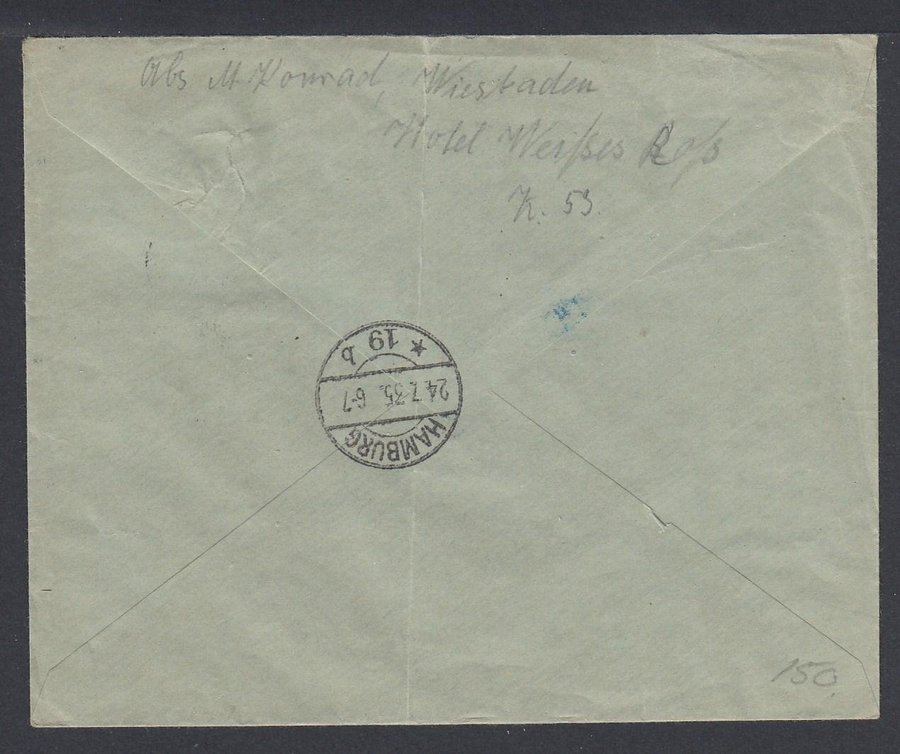 Abs M Konrad, Wiesbaden
Hotel Weißes Roß
K. 53.
* 19 b
24.7.35. 6-7
HAMBURG
150.